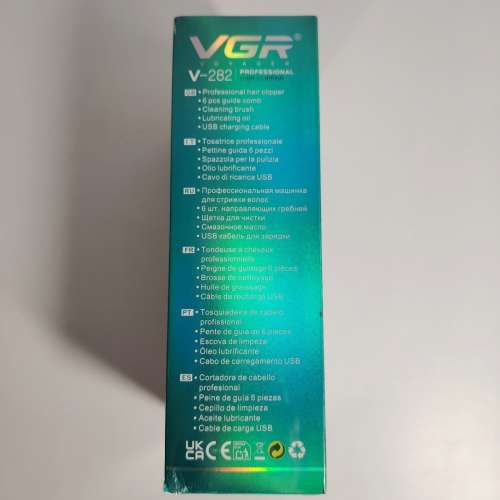 VGR®
VOYAGER
V-282 PROFESSIONAL
HAIR CLIPPER
GB • Professional hair clipper
• 6 pcs guide comb
• Cleaning brush
• Lubricating oil
• USB charging cable
IT • Tosatrice professionale
• Pettine guida 6 pezzi
• Spazzola per la pulizia
• Olio lubrificante
• Cavo di ricarica USB
RU • Профессиональная машинка
для стрижки волос
• 6 шт. направляющих гребней
• Щетка для чистки
• Смазочное масло
• USB кабель для зарядки
FR • Tondeuse à cheveux
professionnelle
• Peigne de guidage 6 pièces
• Brosse de nettoyage
• Huile de graissage
• Câble de recharge USB
PT • Tosquiadeira de cabelo
profissional
• Pente de guia de 6 pieces
• Escova de limpeza
• Óleo lubrificante
• Cabo de carregamento USB
ES • Cortadora de cabello
profesional
• Peine de guía 6 piezas
• Cepillo de limpieza
• Aceite lubricante
• Cable de carga USB
UK
CA CE